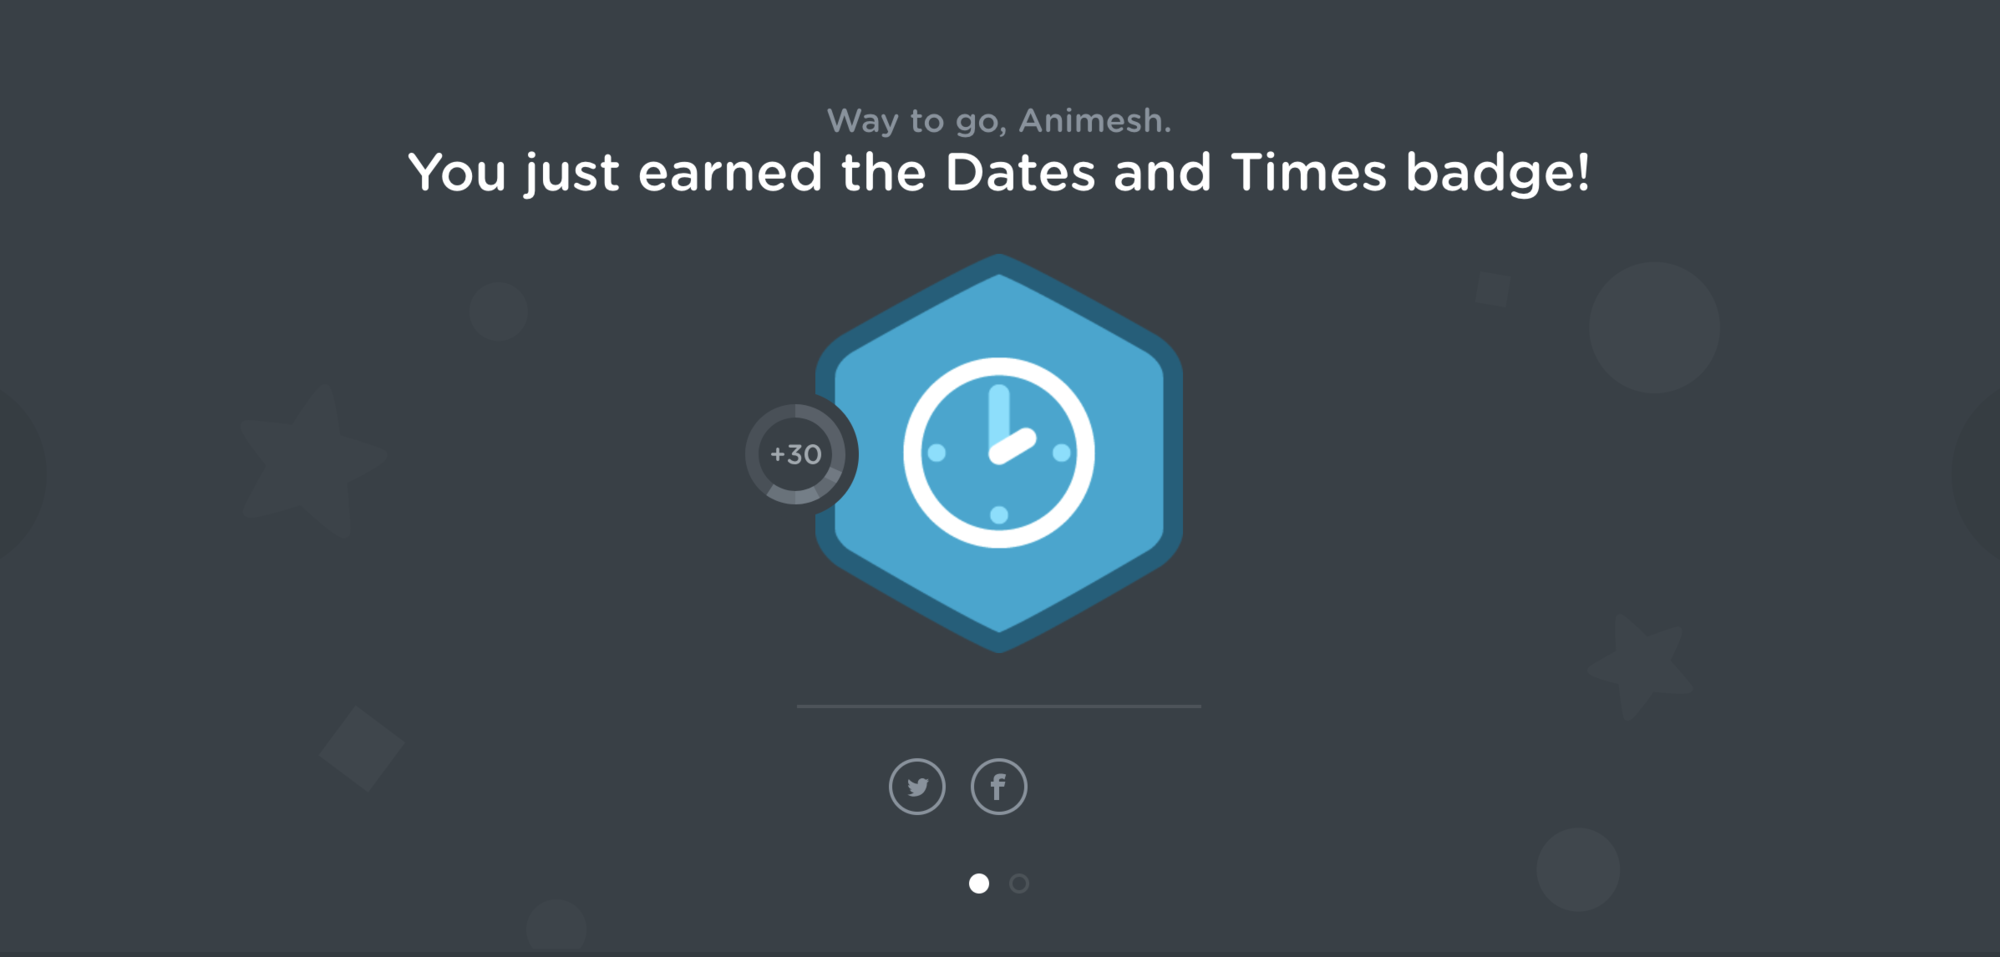 Way to go, Animesh.
You just earned the Dates and Times badge!
+30